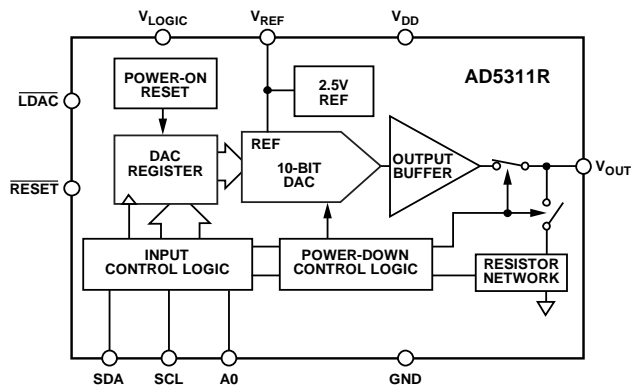 VLOGIC
VREF
VDD
AD5311R
POWER-ON
RESET
2.5V
REF
LDAC
DAC
REGISTER
REF
10-BIT
DAC
OUTPUT
BUFFER
VOUT
RESET
INPUT
CONTROL LOGIC
POWER-DOWN
CONTROL LOGIC
RESISTOR
NETWORK
SDA
SCL
A0
GND